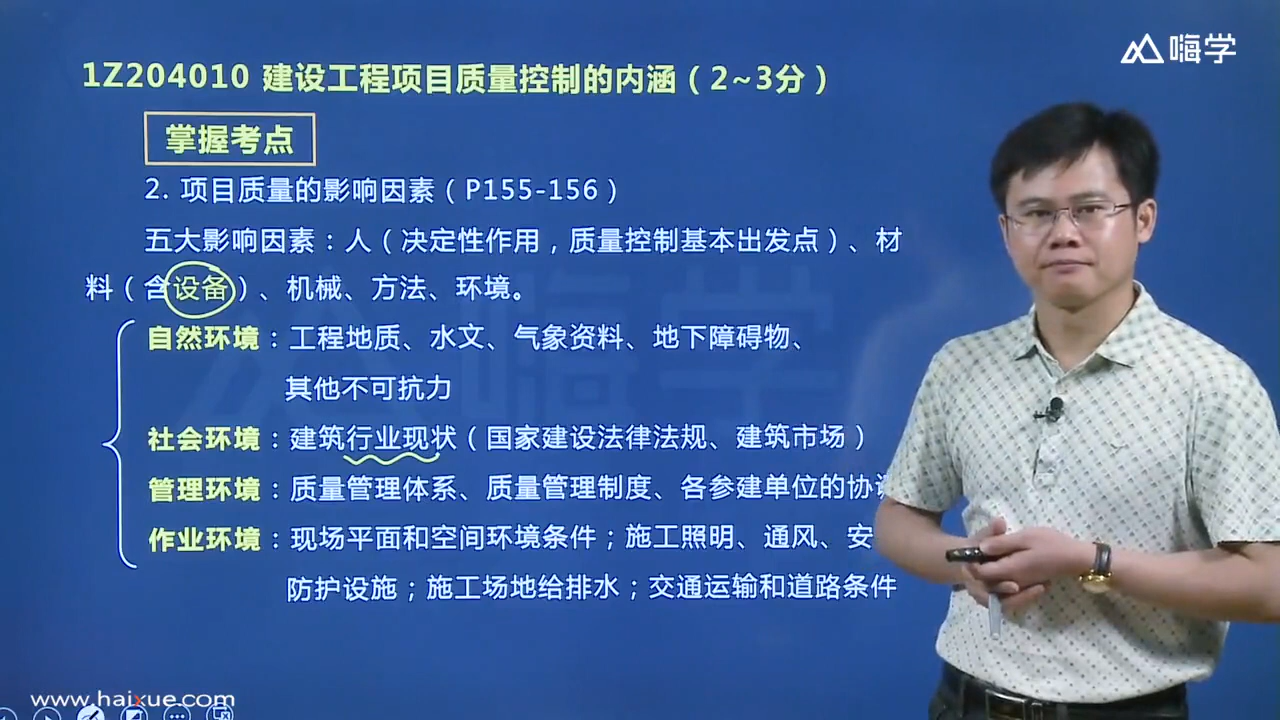 嗨学
1Z204010 建设工程项目质量控制的内涵（2~3分）
掌握考点
2. 项目质量的影响因素（P155-156）
五大影响因素：人（决定性作用，质量控制基本出发点）、材
料（含设备）、机械、方法、环境。
自然环境：工程地质、水文、气象资料、地下障碍物、
其他不可抗力
社会环境：建筑行业现状（国家建设法律法规、建筑市场）
管理环境：质量管理体系、质量管理制度、各参建单位的协
作业环境：现场平面和空间环境条件；施工照明、通风、安
防护设施；施工场地给排水；交通运输和道路条件
www.haixue.com